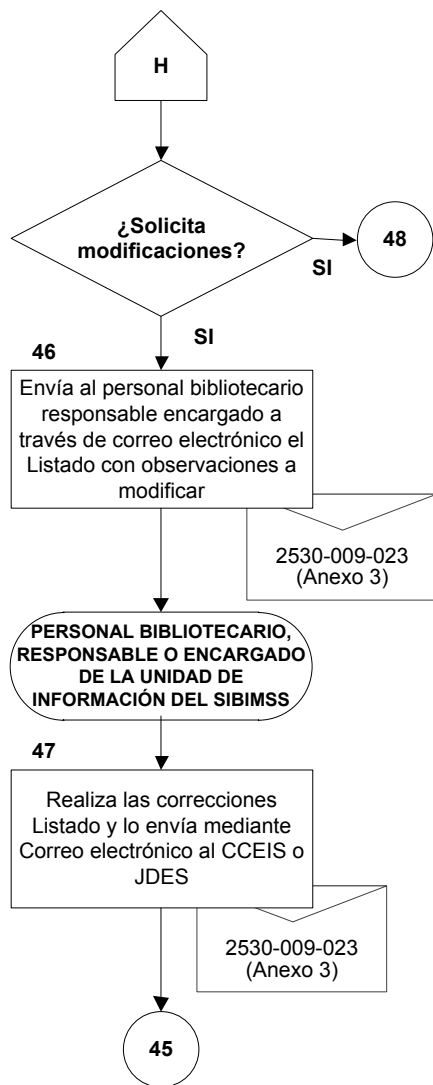 H
¿Solicita
modificaciones?
48
SI
SI
46
Envía al personal bibliotecario
responsable encargado a
través de correo electrónico el
Listado con observaciones a
modificar
2530-009-023
(Anexo 3)
PERSONAL BIBLIOTECARIO,
RESPONSABLE O ENCARGADO
DE LA UNIDAD DE
INFORMACIÓN DEL SIBIMSS
47
Realiza las correcciones
Listado y lo envía mediante
Correo electrónico al CCEIS o
JDES
2530-009-023
(Anexo 3)
45